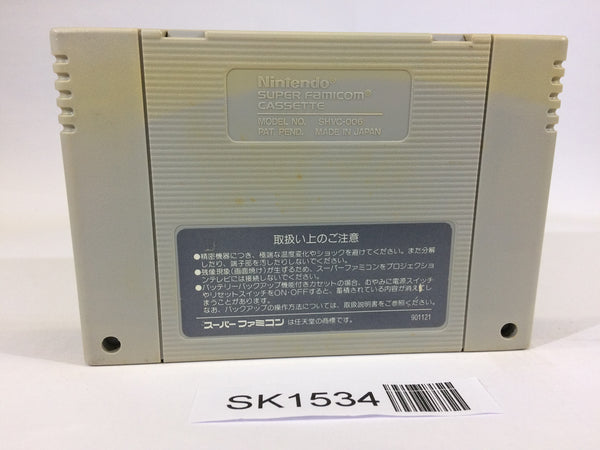 Nintendo®
SUPER FAMICOM®
CASSETTE
MODEL NO. SHVC-006
PAT. PEND. MADE IN JAPAN
取扱い上のご注意
●精密機器につき、極端な温度変化やショックを避けてください。また分解
したり、端子部を汚したりしないでください。
●残像現象(画面焼け)が生ずるため、スーパーファミコンをプロジェクショ
ンテレビには接続しないでください。
●バッテリーバックアップ機能付きカセットの場合、むやみに電源スイッチ
やリセットスイッチをON・OFFすると、蓄積されている内容が消えてし
まうことがあります。
なお、バックアップの操作方法については、取扱説明書をご参照ください。
スーパーファミコン は任天堂の商標です。 901121
SK1534